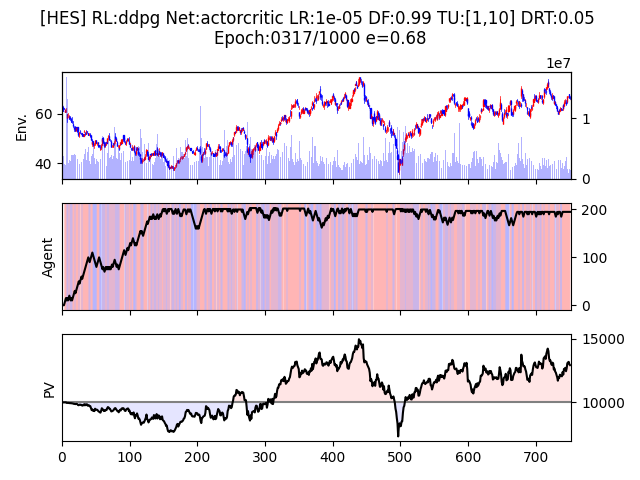 [HES] RL:ddpg Net:actorcritic LR:1e-05 DF:0.99 TU:[1,10] DRT:0.05
Epoch:0317/1000 e=0.68
1e7
Env.
60
40
1
0
Agent
200
100
0
PV
15000
10000
0 100 200 300 400 500 600 700